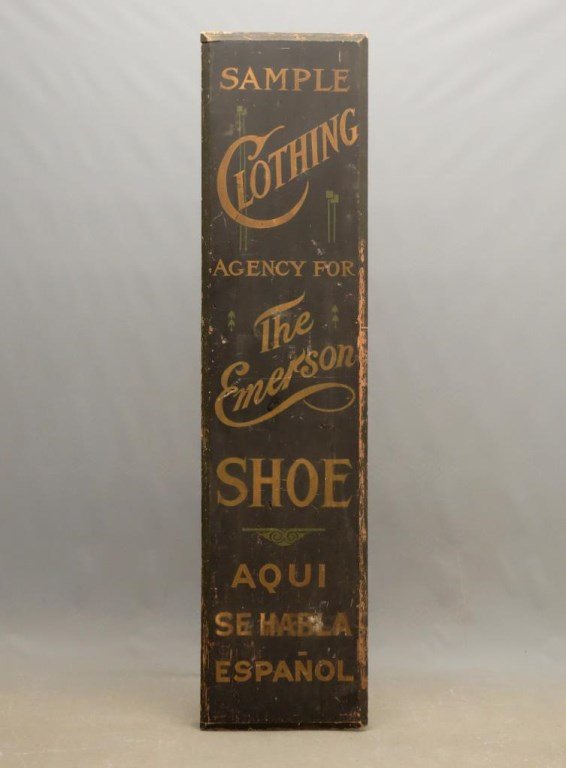 SAMPLE
CLOTHING
AGENCY FOR
The
Emerson
SHOE
AQUI
SE HABLA
ESPAÑOL